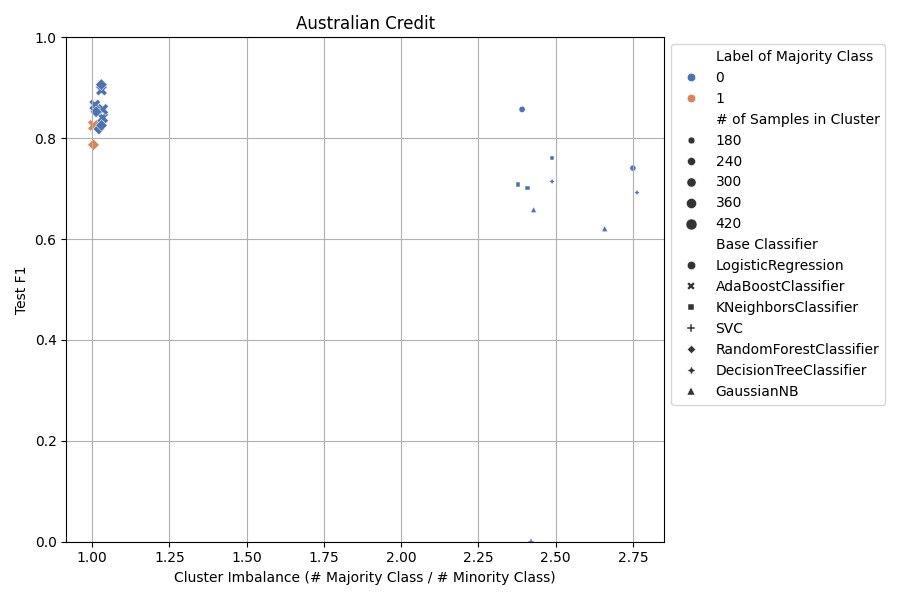 Australian Credit
1.0
0.8
0.6
0.4
0.2
0.0
Test F1
1.00
1.25
1.50
1.75
2.00
2.25
2.50
2.75
Cluster Imbalance (# Majority Class / # Minority Class)
Label of Majority Class
0
1
# of Samples in Cluster
180
240
300
360
420
Base Classifier
LogisticRegression
AdaBoostClassifier
KNeighborsClassifier
SVC
RandomForestClassifier
DecisionTreeClassifier
GaussianNB